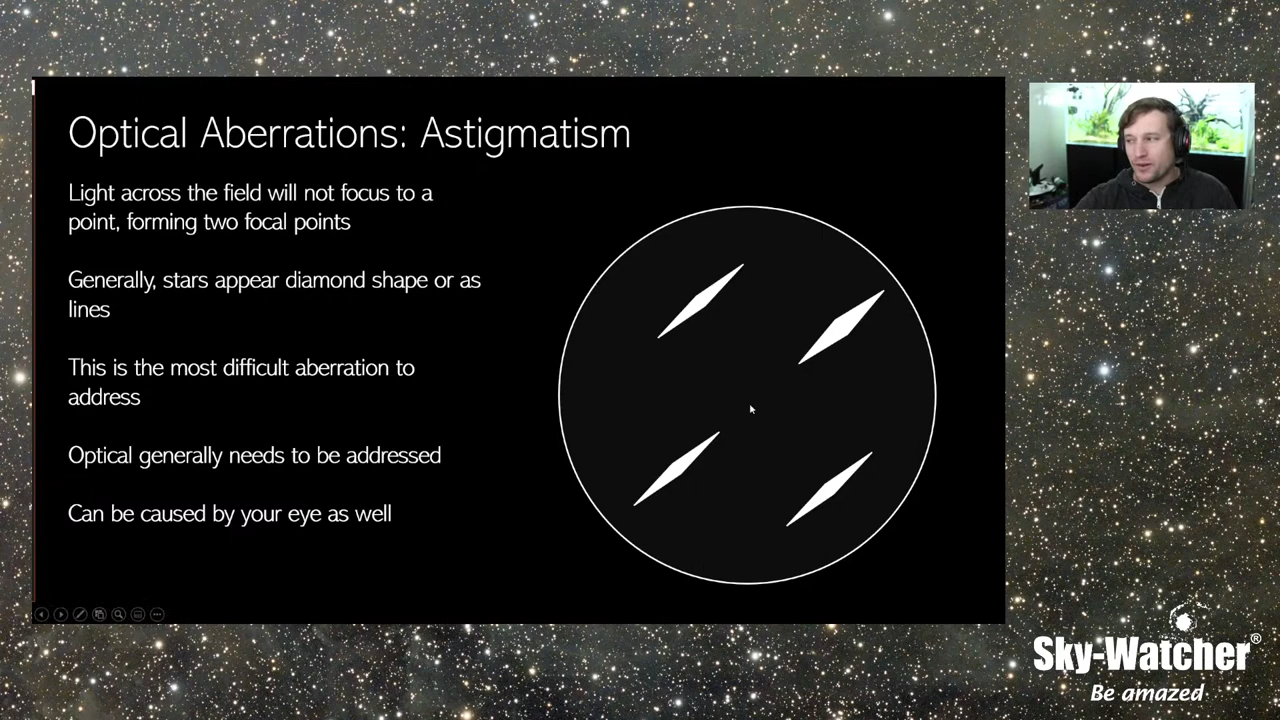 Optical Aberrations: Astigmatism
Light across the field will not focus to a
point, forming two focal points
Generally, stars appear diamond shape or as
lines
This is the most difficult aberration to
address
Optical generally needs to be addressed
Can be caused by your eye as well
Sky-Watcher®
Be amazed